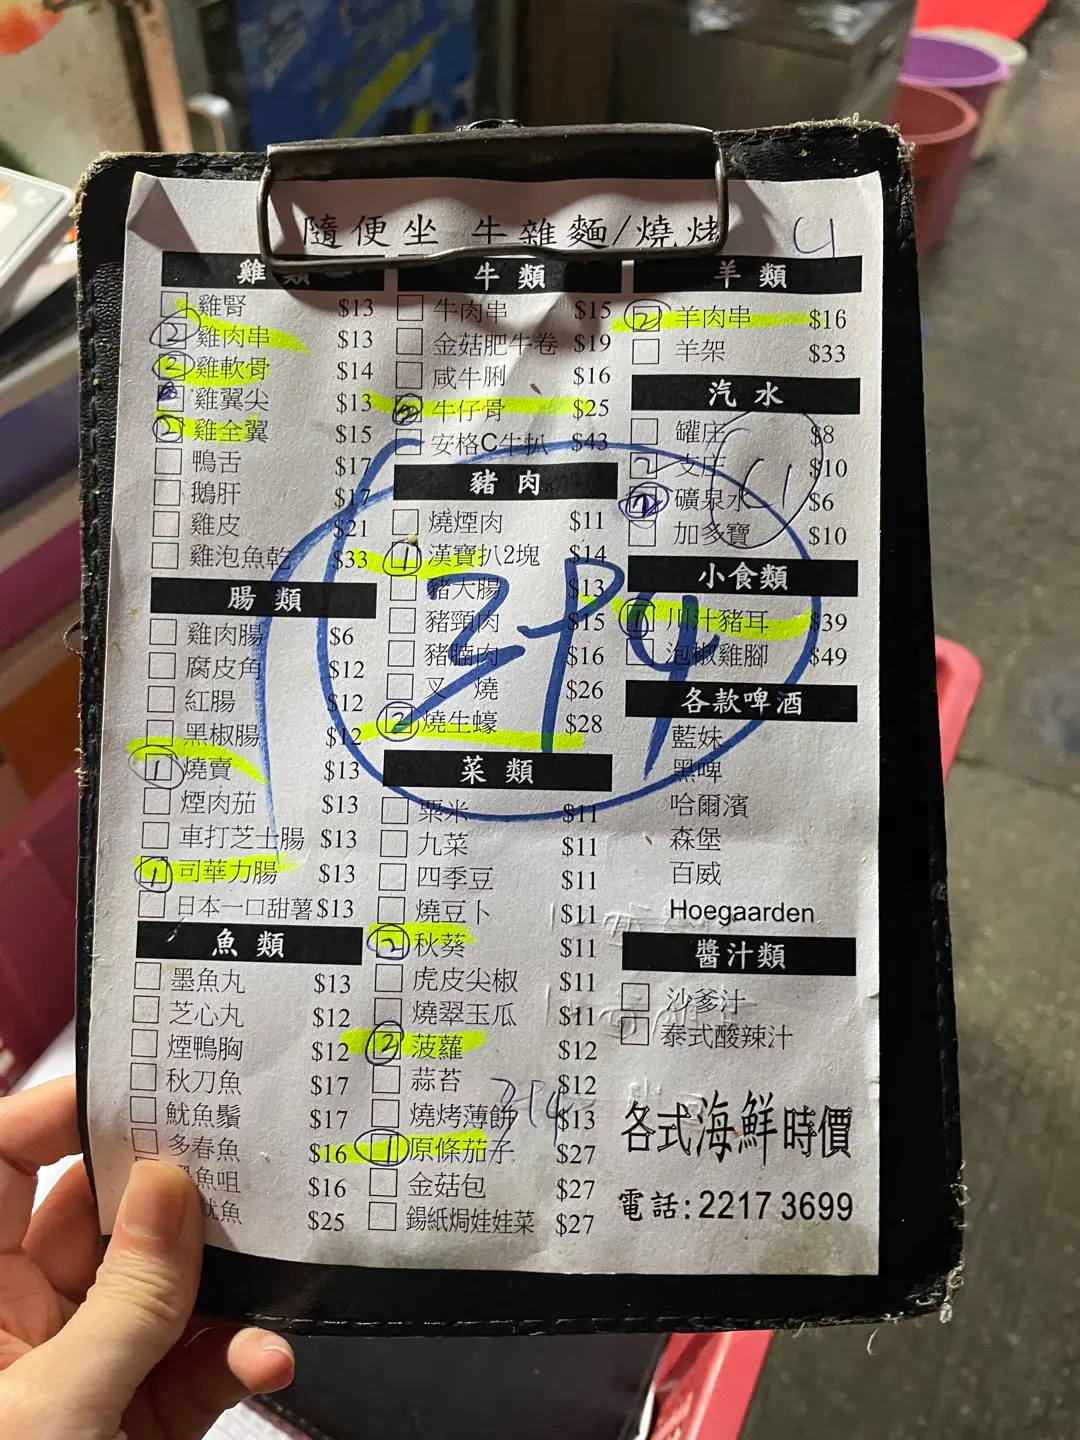 隨便坐 牛雜麵/燒烤
4
雞類
雞腎 $13
2 雞肉串 $13
2 雞軟骨 $14
雞翼尖 $13
2 雞全翼 $15
鴨舌 $17
鵝肝 $17
雞皮 $21
雞泡魚乾 $33
腸類
雞肉腸 $6
腐皮角 $12
紅腸 $12
黑椒腸 $12
1 燒賣 $13
煙肉茄 $13
車打芝士腸 $13
1 司華力腸 $13
日本一口甜薯 $13
魚類
墨魚丸 $13
芝心丸 $12
煙鴨胸 $12
秋刀魚 $17
魷魚鬚 $17
多春魚 $16
魚咀 $16
魷魚 $25
牛類
牛肉串 $15
金菇肥牛卷 $19
咸牛脷 $16
2 牛仔骨 $25
安格C牛扒 $43
豬肉
燒煙肉 $11
1 漢寶扒2塊 $14
豬大腸 $13
豬頸肉 $15
豬腩肉 $16
叉燒 $26
2 燒生蠔 $28
菜類
粟米 $11
九菜 $11
四季豆 $11
燒豆卜 $11
2 秋葵 $11
虎皮尖椒 $11
燒翠玉瓜 $11
2 菠蘿 $12
蒜苔 $12
燒烤薄餅 $13
1 原條茄子 $27
金菇包 $27
錫紙焗娃娃菜 $27
羊類
2 羊肉串 $16
羊架 $33
汽水
罐庄 $8
2 支庄 $10
2 礦泉水 $6
加多寶 $10
小食類
1 川汁豬耳 $39
泡椒雞腳 $49
各款啤酒
藍妹
黑啤
哈爾濱
森堡
百威
Hoegaarden
醬汁類
沙爹汁
泰式酸辣汁
各式海鮮時價
電話:2217 3699